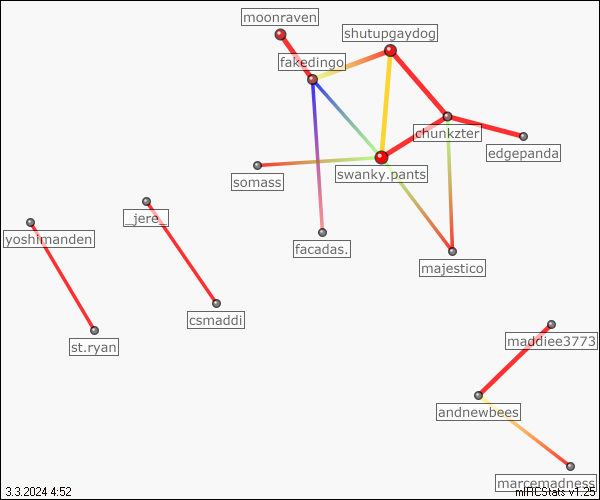 moonraven
shutupgaydog
fakedingo
chunkzter
edgepanda
swanky.pants
somass
_jere_
yoshimanden
facadas.
majestico
csmaddi
st.ryan
maddiee3773
andnewbees
marcemadness
3.3.2024 4:52
mIRCStats v1.25